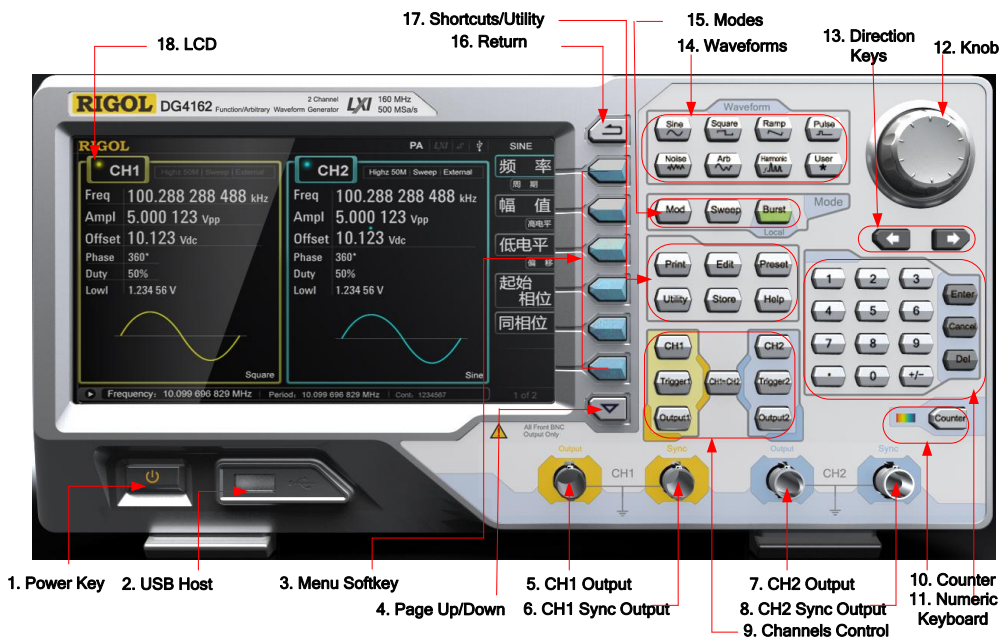 17. Shortcuts/Utility
16. Return
15. Modes
14. Waveforms
13. Direction
Keys
12. Knob
18. LCD
RIGOL DG4162 Function/Arbitrary Waveform Generator
2 Channel
LXI
160 MHz
500 MSa/s
RIGOL
PA LXI
SINE
CH1
Highz 50M Sweep External
Freq 100.288 288 488 kHz
Ampl 5.000 123 Vpp
Offset 10.123 Vdc
Phase 360°
Duty 50%
Lowl 1.234 56 V
Square
CH2
Highz 50M Sweep External
Freq 100.288 288 488 kHz
Ampl 5.000 123 Vpp
Offset 10.123 Vdc
Phase 360°
Duty 50%
Lowl 1.234 56 V
Sine
频 率
周 期
幅 值
高电平
低电平
偏 移
起始
相位
同相位
Frequency: 10.099 696 829 MHz
Period: 10.099 696 829 MHz
Cont: 1234567
1 of 2
Waveform
Sine
Square
Ramp
Pulse
Noise
Arb
Harmonic
User
Mod
Sweep
Burst
Mode
Local
Print
Edit
Preset
Utility
Store
Help
1
2
3
Enter
4
5
6
Cancel
7
8
9
Del
.
0
+/-
CH1
CH2
Trigger1
CH1⇌CH2
Trigger2
Output1
Output2
Counter
All Front BNC
Output Only
Output
Sync
Output
Sync
CH1
CH2
1. Power Key
2. USB Host
3. Menu Softkey
4. Page Up/Down
5. CH1 Output
6. CH1 Sync Output
7. CH2 Output
8. CH2 Sync Output
9. Channels Control
10. Counter
11. Numeric
Keyboard